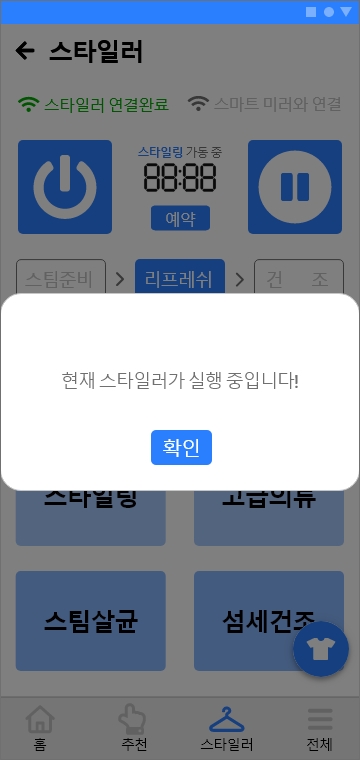 스타일러
스타일러 연결완료
스마트 미러와 연결
스타일링 가동 중
88:88
예약
스팀준비
리프레쉬
건 조
현재 스타일러가 실행 중입니다!
확인
스타일링
고급의류
스팀살균
섬세건조
홈
추천
스타일러
전체